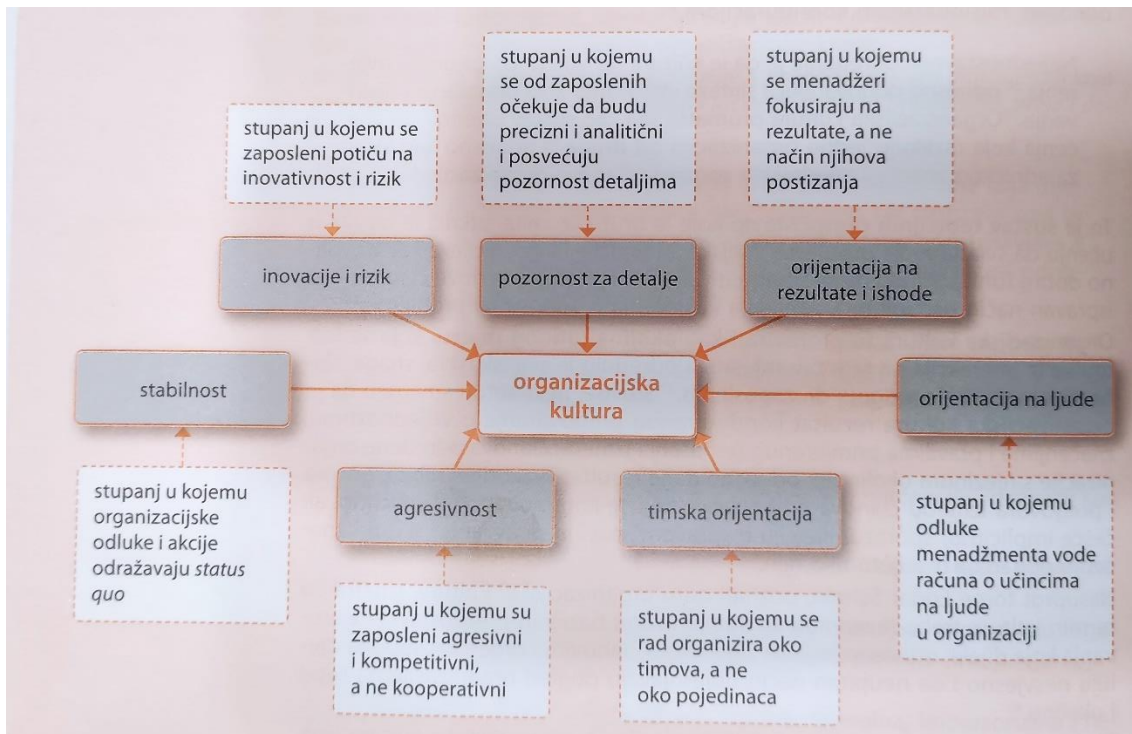 stupanj u kojemu se
zaposleni potiču na
inovativnost i rizik
stupanj u kojemu
se od zaposlenih
očekuje da budu
precizni i analitični
i posvećuju
pozornost detaljima
stupanj u kojemu
se menadžeri
fokusiraju na
rezultate, a ne
način njihova
postizanja
inovacije i rizik
pozornost za detalje
orijentacija na
rezultate i ishode
stabilnost
organizacijska
kultura
orijentacija na ljude
agresivnost
timska orijentacija
stupanj u kojemu
organizacijske
odluke i akcije
odražavaju status
quo
stupanj u kojemu su
zaposleni agresivni
i kompetitivni,
a ne kooperativni
stupanj u kojemu se
rad organizira oko
timova, a ne
oko pojedinaca
stupanj u kojemu
odluke
menadžmenta vode
računa o učincima
na ljude
u organizaciji